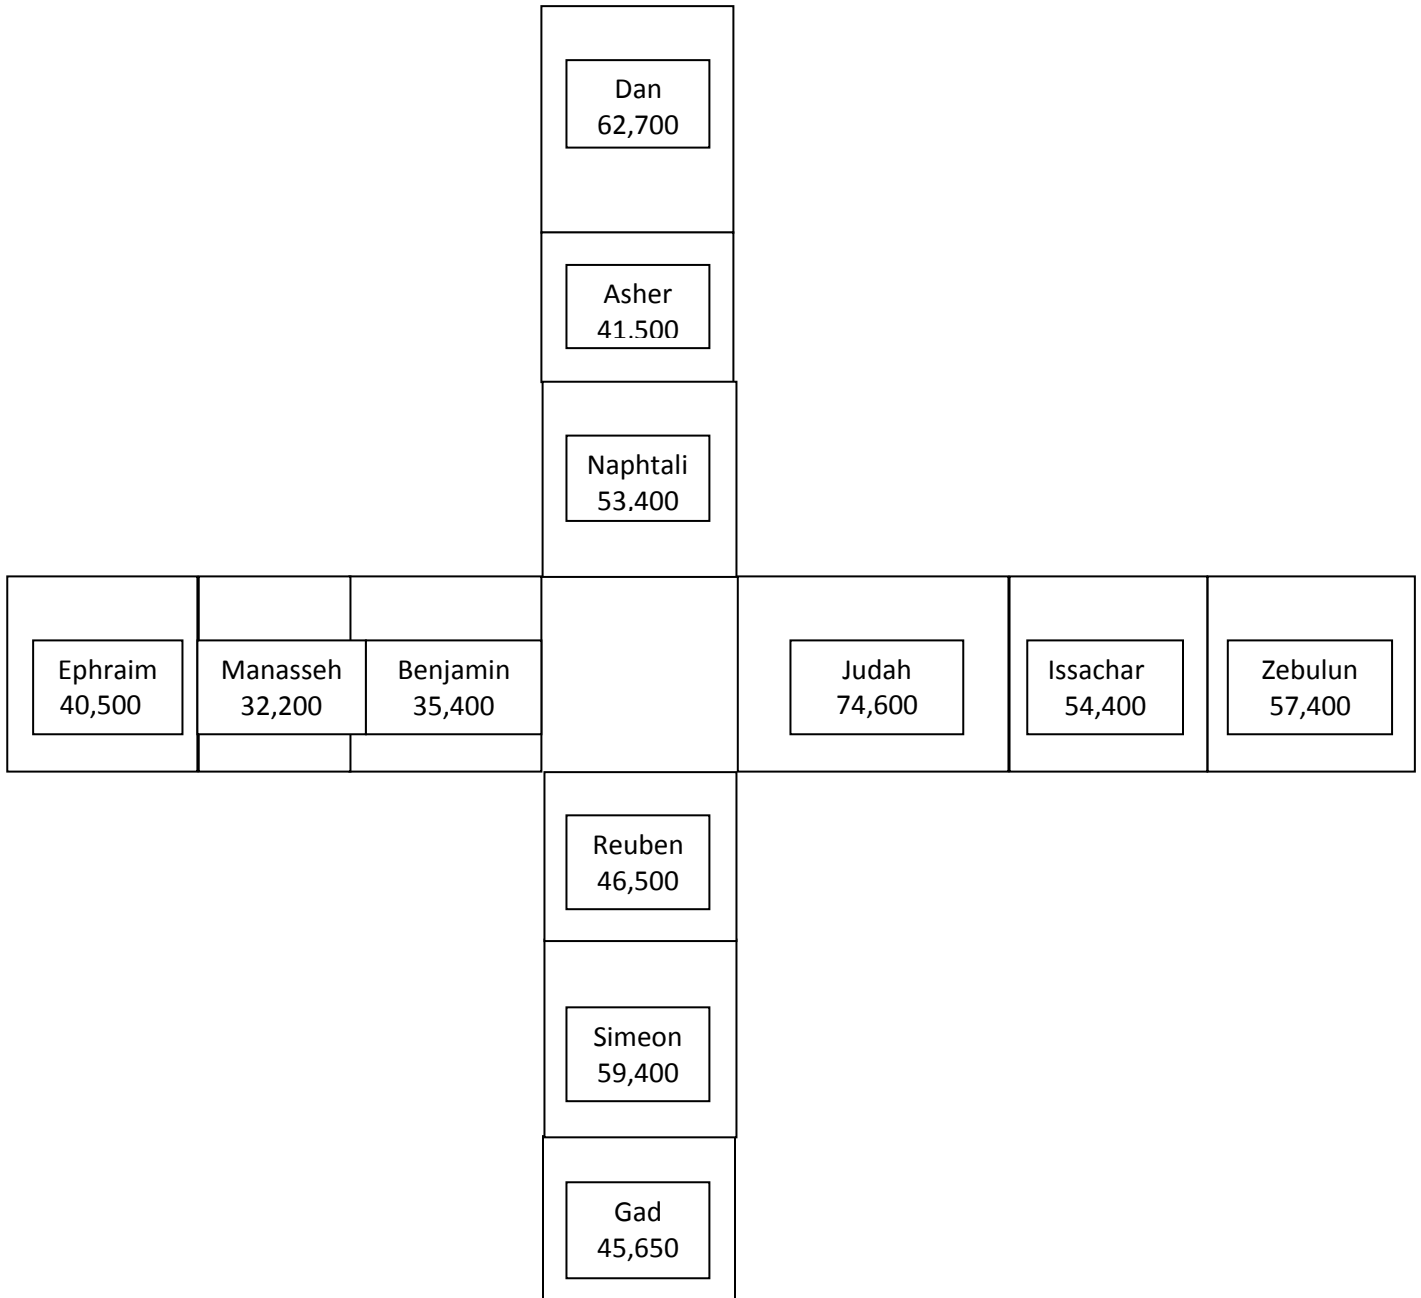 Dan
62,700
Asher
41,500
Naphtali
53,400
Ephraim
40,500
Manasseh
32,200
Benjamin
35,400
Judah
74,600
Issachar
54,400
Zebulun
57,400
Reuben
46,500
Simeon
59,400
Gad
45,650